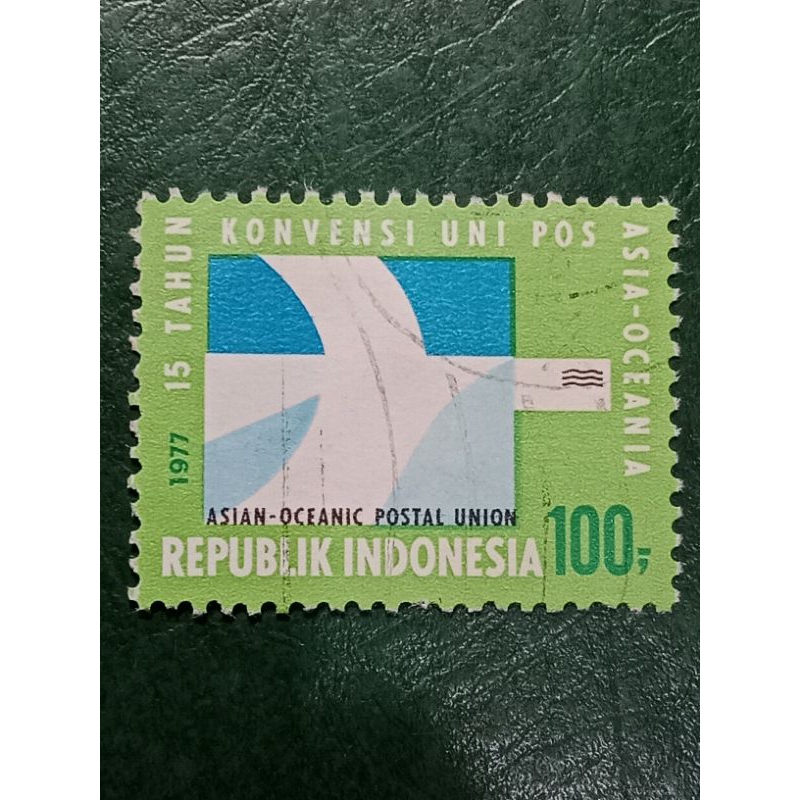 1977 15 TAHUN
KONVENSI UNI POS
ASIA-OCEANIA
ASIAN-OCEANIC POSTAL UNION
REPUBLIK INDONESIA 100,-